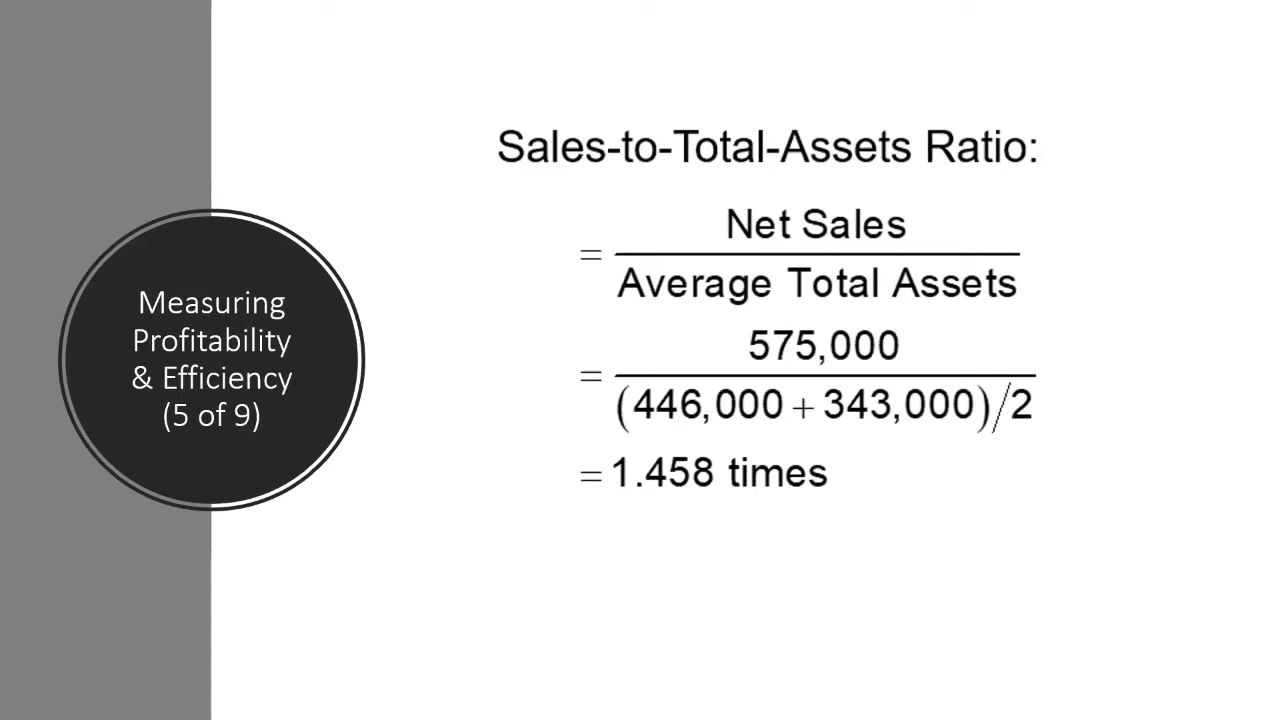 Measuring
Profitability
& Efficiency
(5 of 9)
Sales-to-Total-Assets Ratio:
= Net Sales
Average Total Assets
= 575,000
(446,000 + 343,000)/2
= 1.458 times